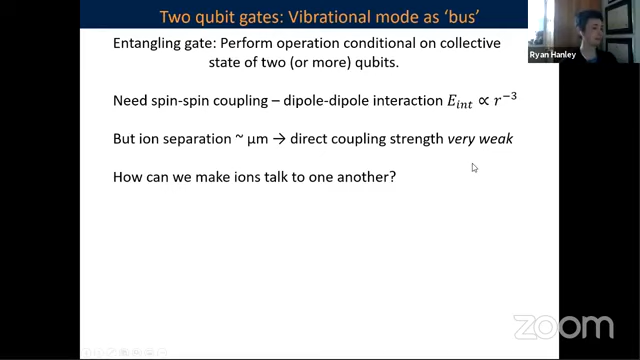 Two qubit gates: Vibrational mode as 'bus'
Ryan Hanley
Entangling gate: Perform operation conditional on collective
state of two (or more) qubits.
Need spin-spin coupling – dipole-dipole interaction E_int ∝ r⁻³
But ion separation ~ μm → direct coupling strength very weak
How can we make ions talk to one another?
zoom